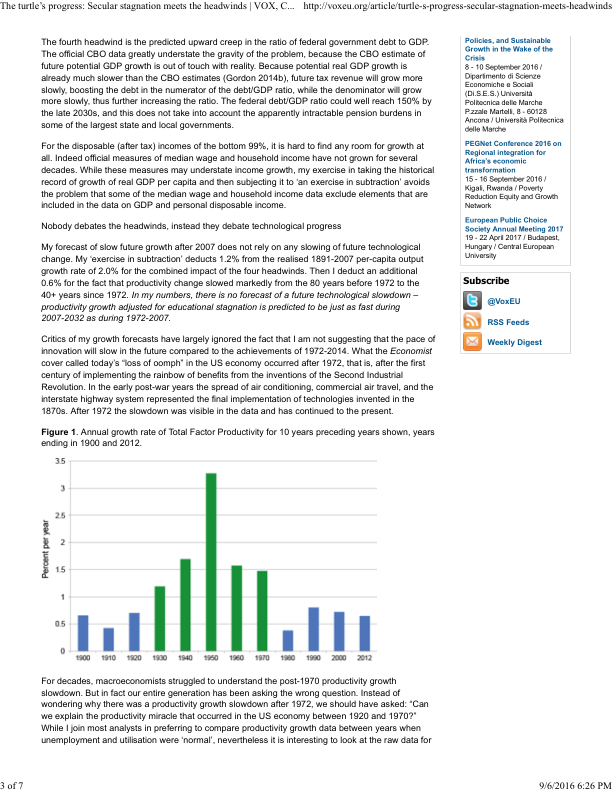 The turtle's progress: Secular stagnation meets the headwinds | VOX, C... http://voxeu.org/article/turtle-s-progress-secular-stagnation-meets-headwinds
The fourth headwind is the predicted upward creep in the ratio of federal government debt to GDP.
The official CBO data greatly understate the gravity of the problem, because the CBO estimate of
future potential GDP growth is out of touch with reality. Because potential real GDP growth is
already much slower than the CBO estimates (Gordon 2014b), future tax revenue will grow more
slowly, boosting the debt in the numerator of the debt/GDP ratio, while the denominator will grow
more slowly, thus further increasing the ratio. The federal debt/GDP ratio could well reach 150% by
the late 2030s, and this does not take into account the apparently intractable pension burdens in
some of the largest state and local governments.
For the disposable (after tax) incomes of the bottom 99%, it is hard to find any room for growth at
all. Indeed official measures of median wage and household income have not grown for several
decades. While these measures may understate income growth, my exercise in taking the historical
record of growth of real GDP per capita and then subjecting it to 'an exercise in subtraction' avoids
the problem that some of the median wage and household income data exclude elements that are
included in the data on GDP and personal disposable income.
Nobody debates the headwinds, instead they debate technological progress
My forecast of slow future growth after 2007 does not rely on any slowing of future technological
change. My 'exercise in subtraction' deducts 1.2% from the realised 1891-2007 per-capita output
growth rate of 2.0% for the combined impact of the four headwinds. Then I deduct an additional
0.6% for the fact that productivity change slowed markedly from the 80 years before 1972 to the
40+ years since 1972. In my numbers, there is no forecast of a future technological slowdown –
productivity growth adjusted for educational stagnation is predicted to be just as fast during
2007-2032 as during 1972-2007.
Critics of my growth forecasts have largely ignored the fact that I am not suggesting that the pace of
innovation will slow in the future compared to the achievements of 1972-2014. What the Economist
cover called today's "loss of oomph" in the US economy occurred after 1972, that is, after the first
century of implementing the rainbow of benefits from the inventions of the Second Industrial
Revolution. In the early post-war years the spread of air conditioning, commercial air travel, and the
interstate highway system represented the final implementation of technologies invented in the
1870s. After 1972 the slowdown was visible in the data and has continued to the present.
Figure 1. Annual growth rate of Total Factor Productivity for 10 years preceding years shown, years
ending in 1900 and 2012.
3.5
3
2.5
2
1.5
1
0.5
0
Percent per year
1900 1910 1920 1930 1940 1950 1960 1970 1980 1990 2000 2012
For decades, macroeconomists struggled to understand the post-1970 productivity growth
slowdown. But in fact our entire generation has been asking the wrong question. Instead of
wondering why there was a productivity growth slowdown after 1972, we should have asked: "Can
we explain the productivity miracle that occurred in the US economy between 1920 and 1970?"
While I join most analysts in preferring to compare productivity growth data between years when
unemployment and utilisation were 'normal', nevertheless it is interesting to look at the raw data for
Policies, and Sustainable
Growth in the Wake of the
Crisis
8 - 10 September 2016 /
Dipartimento di Scienze
Economiche e Sociali
(Di.S.E.S.) Università
Politecnica delle Marche
P.zzale Martelli, 8 - 60128
Ancona / Università Politecnica
delle Marche
PEGNet Conference 2016 on
Regional integration for
Africa's economic
transformation
15 - 16 September 2016 /
Kigali, Rwanda / Poverty
Reduction Equity and Growth
Network
European Public Choice
Society Annual Meeting 2017
19 - 22 April 2017 / Budapest,
Hungary / Central European
University
Subscribe
@VoxEU
RSS Feeds
Weekly Digest
3 of 7
9/6/2016 6:26 PM